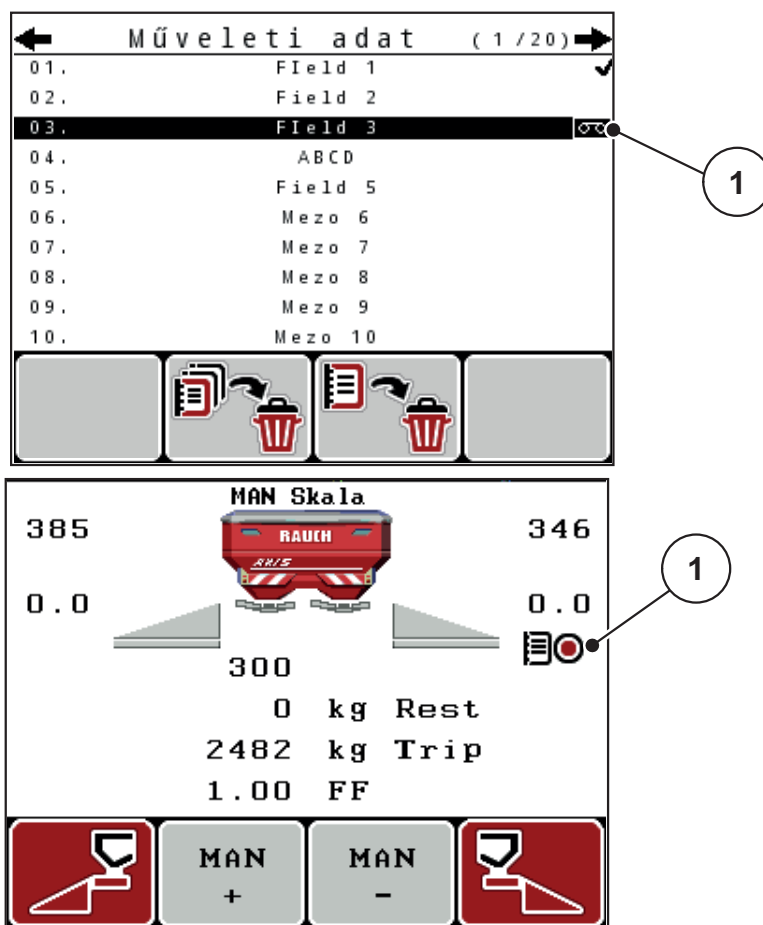 Műveleti adat (1/20)
01. FIeld 1
02. Field 2
03. FIeld 3
04. ABCD
05. Field 5
06. Mezo 6
07. Mezo 7
08. Mezo 8
09. Mezo 9
10. Mezo 10
1
MAN Skala
385 346
RAUCH
AXIS
0.0 0.0
1
300
0 kg Rest
2482 kg Trip
1.00 FF
MAN + MAN -